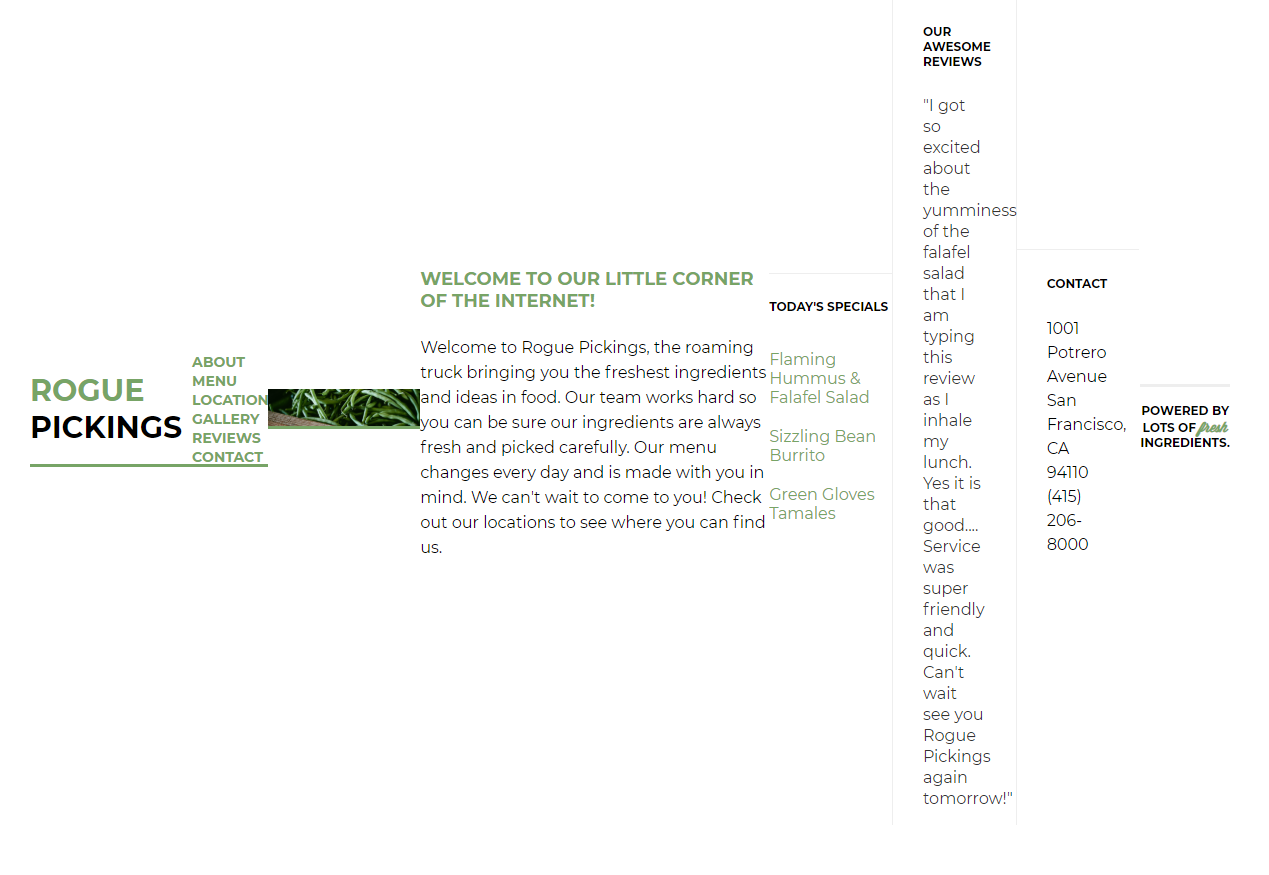 ROGUE
PICKINGS
ABOUT
MENU
LOCATION
GALLERY
REVIEWS
CONTACT
WELCOME TO OUR LITTLE CORNER
OF THE INTERNET!
Welcome to Rogue Pickings, the roaming
truck bringing you the freshest ingredients
and ideas in food. Our team works hard so
you can be sure our ingredients are always
fresh and picked carefully. Our menu
changes every day and is made with you in
mind. We can't wait to come to you! Check
out our locations to see where you can find
us.
TODAY'S SPECIALS
Flaming
Hummus &
Falafel Salad
Sizzling Bean
Burrito
Green Gloves
Tamales
OUR
AWESOME
REVIEWS
"I got
so
excited
about
the
yumminess
of the
falafel
salad
that I
am
typing
this
review
as I
inhale
my
lunch.
Yes it is
that
good....
Service
was
super
friendly
and
quick.
Can't
wait
see you
Rogue
Pickings
again
tomorrow!"
CONTACT
1001
Potrero
Avenue
San
Francisco,
CA
94110
(415)
206-
8000
POWERED BY
LOTS OF fresh
INGREDIENTS.